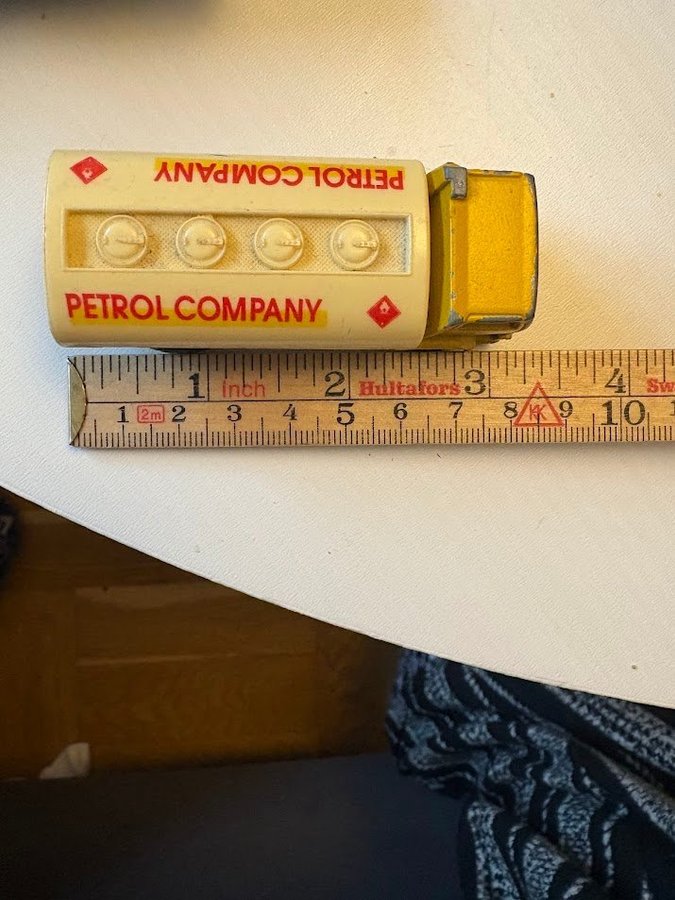 PETROL COMPANY
PETROL COMPANY
1 inch 2 Hultafors 3 4 Sw
1 2m 2 3 4 5 6 7 8 K 9 10